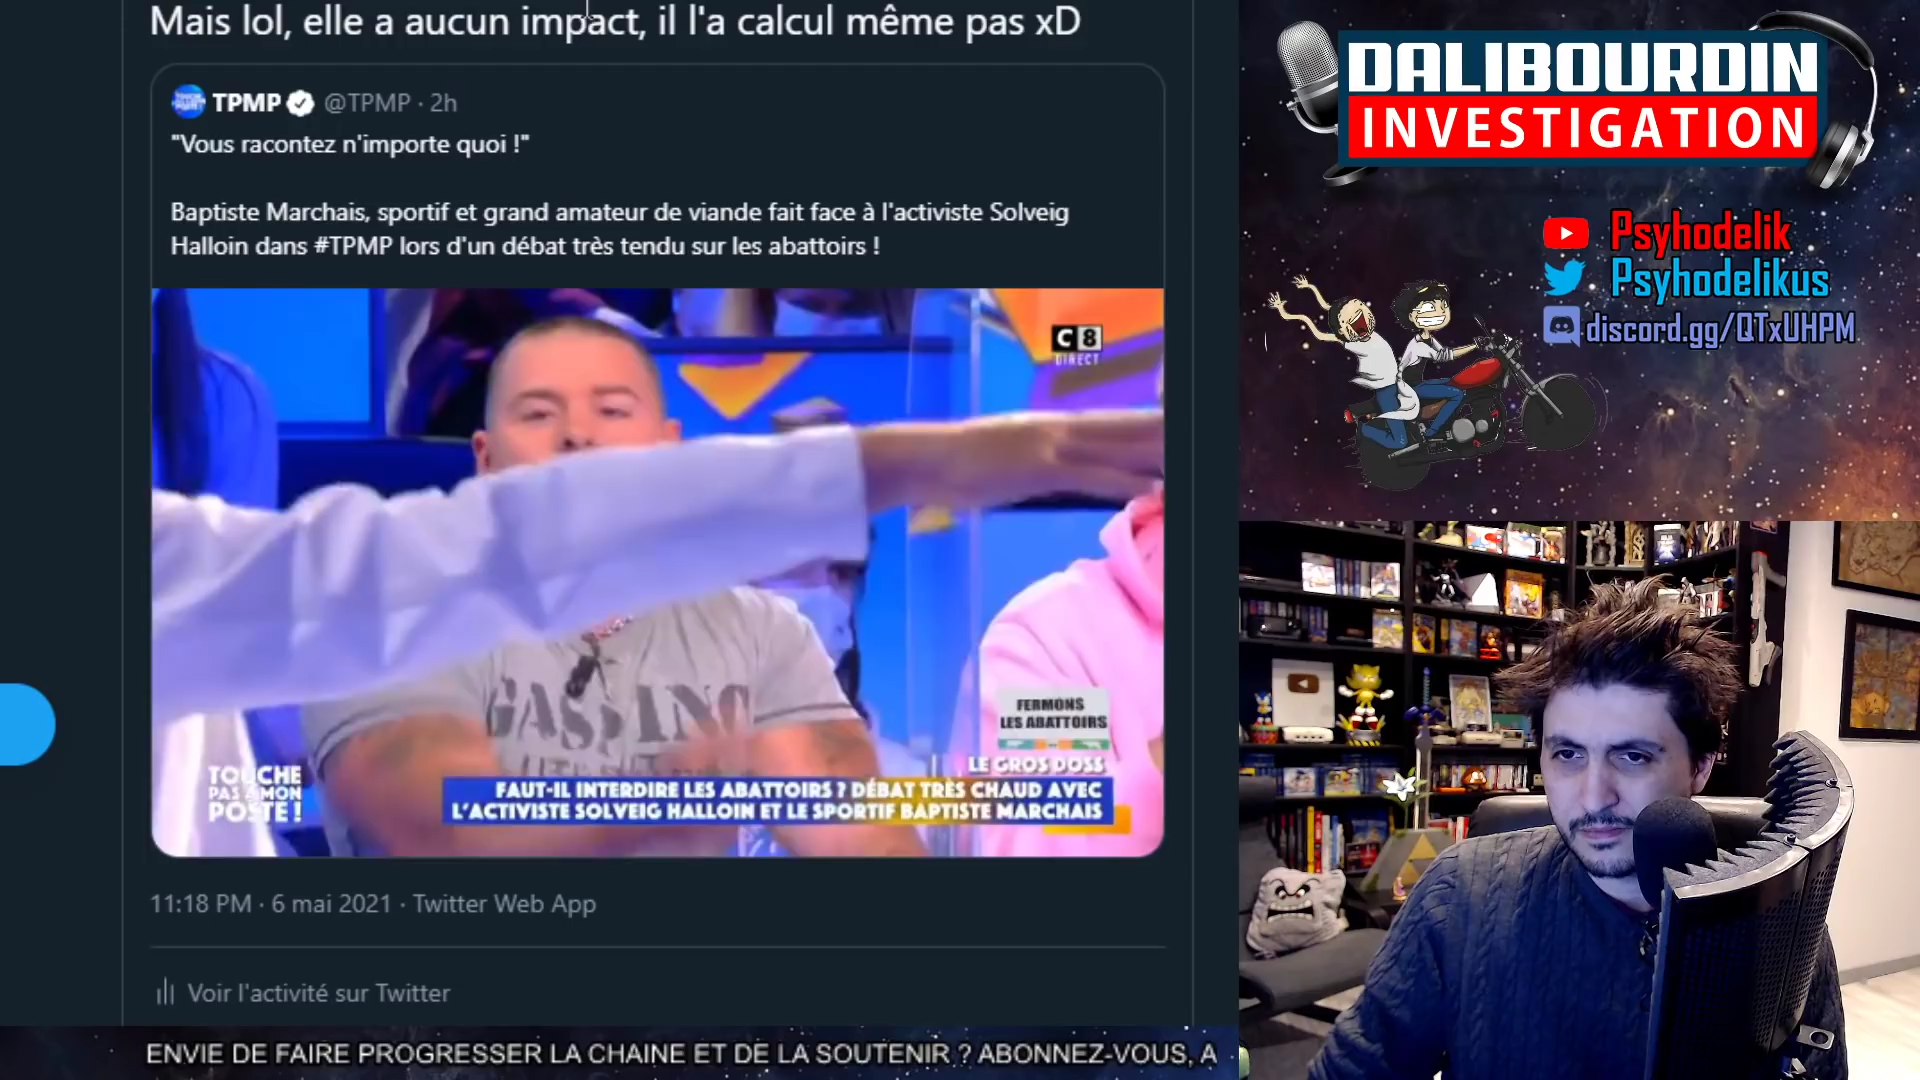 Mais lol, elle a aucun impact, il l'a calcul même pas xD
TPMP @TPMP · 2h
"Vous racontez n'importe quoi !"
Baptiste Marchais, sportif et grand amateur de viande fait face à l'activiste Solveig
Halloin dans #TPMP lors d'un débat très tendu sur les abattoirs !
C8
DIRECT
GASPING
FERMONS
LES ABATTOIRS
LE GROS DOSS
TOUCHE
PAS À MON
POSTE !
FAUT-IL INTERDIRE LES ABATTOIRS ? DÉBAT TRÈS CHAUD AVEC
L'ACTIVISTE SOLVEIG HALLOIN ET LE SPORTIF BAPTISTE MARCHAIS
11:18 PM · 6 mai 2021 · Twitter Web App
Voir l'activité sur Twitter
ENVIE DE FAIRE PROGRESSER LA CHAINE ET DE LA SOUTENIR ? ABONNEZ-VOUS, A
DALIBOURDIN
INVESTIGATION
Psyhodelik
Psyhodelikus
discord.gg/QTxUHPM